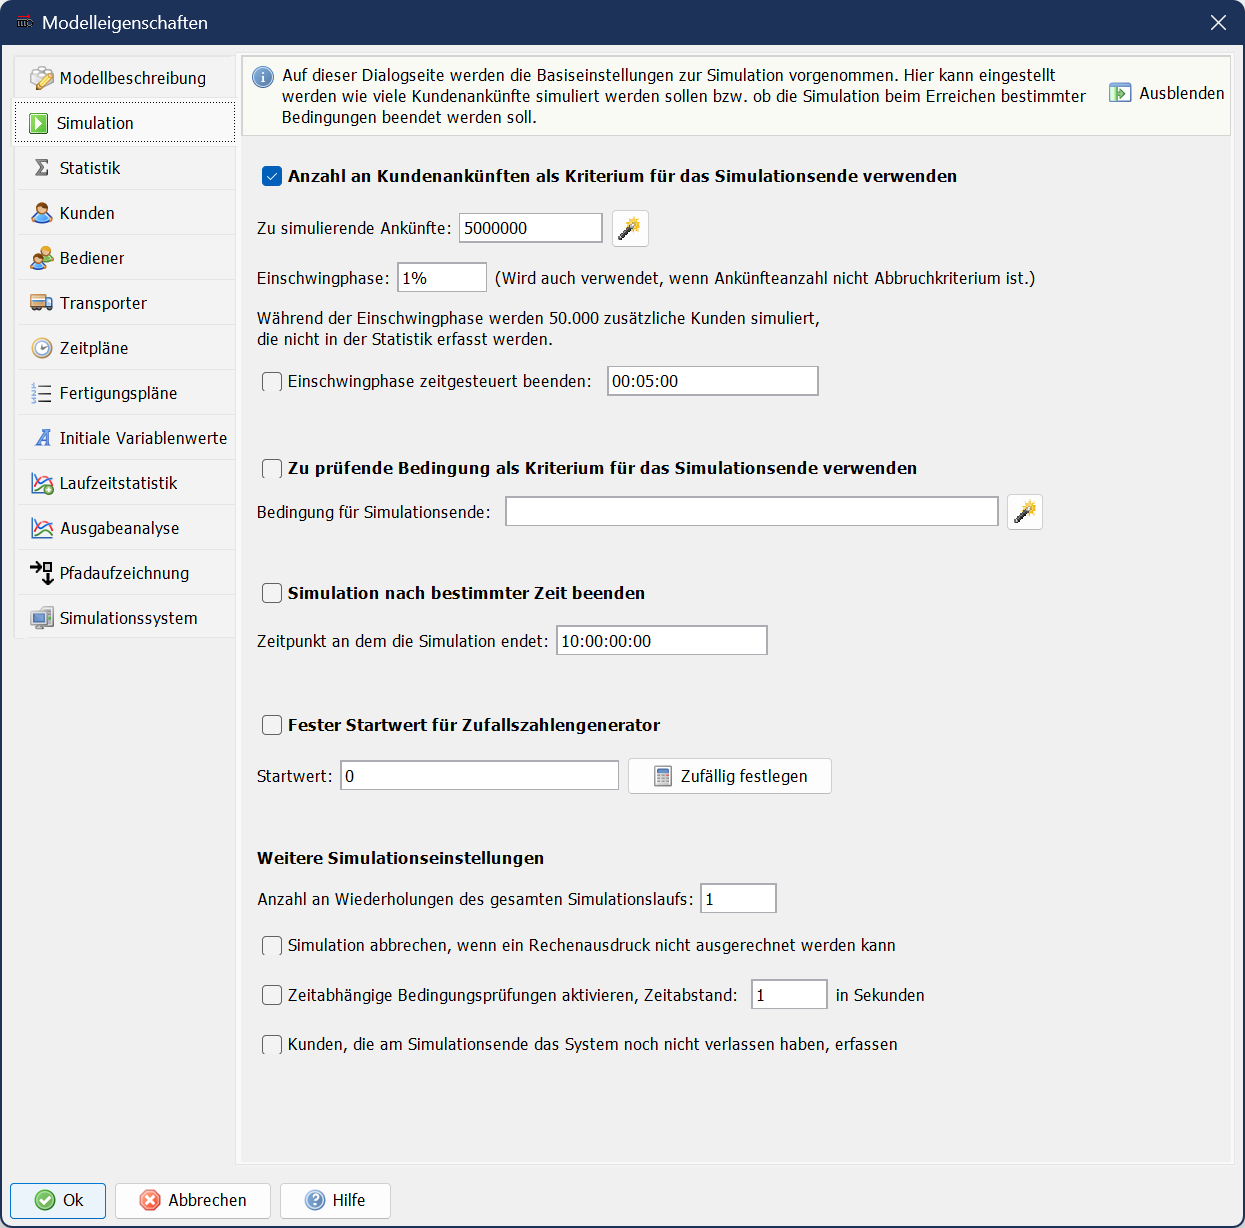 Modelleigenschaften
Modellbeschreibung
Simulation
Statistik
Kunden
Bediener
Transporter
Zeitpläne
Fertigungspläne
Initiale Variablenwerte
Laufzeitstatistik
Ausgabeanalyse
Pfadaufzeichnung
Simulationssystem
Auf dieser Dialogseite werden die Basiseinstellungen zur Simulation vorgenommen. Hier kann eingestellt
werden wie viele Kundenankünfte simuliert werden sollen bzw. ob die Simulation beim Erreichen bestimmter
Bedingungen beendet werden soll.
Ausblenden
Anzahl an Kundenankünften als Kriterium für das Simulationsende verwenden
Zu simulierende Ankünfte: 5000000
Einschwingphase: 1% (Wird auch verwendet, wenn Ankünfteanzahl nicht Abbruchkriterium ist.)
Während der Einschwingphase werden 50.000 zusätzliche Kunden simuliert,
die nicht in der Statistik erfasst werden.
Einschwingphase zeitgesteuert beenden: 00:05:00
Zu prüfende Bedingung als Kriterium für das Simulationsende verwenden
Bedingung für Simulationsende:
Simulation nach bestimmter Zeit beenden
Zeitpunkt an dem die Simulation endet: 10:00:00:00
Fester Startwert für Zufallszahlengenerator
Startwert: 0 Zufällig festlegen
Weitere Simulationseinstellungen
Anzahl an Wiederholungen des gesamten Simulationslaufs: 1
Simulation abbrechen, wenn ein Rechenausdruck nicht ausgerechnet werden kann
Zeitabhängige Bedingungsprüfungen aktivieren, Zeitabstand: 1 in Sekunden
Kunden, die am Simulationsende das System noch nicht verlassen haben, erfassen
Ok Abbrechen Hilfe